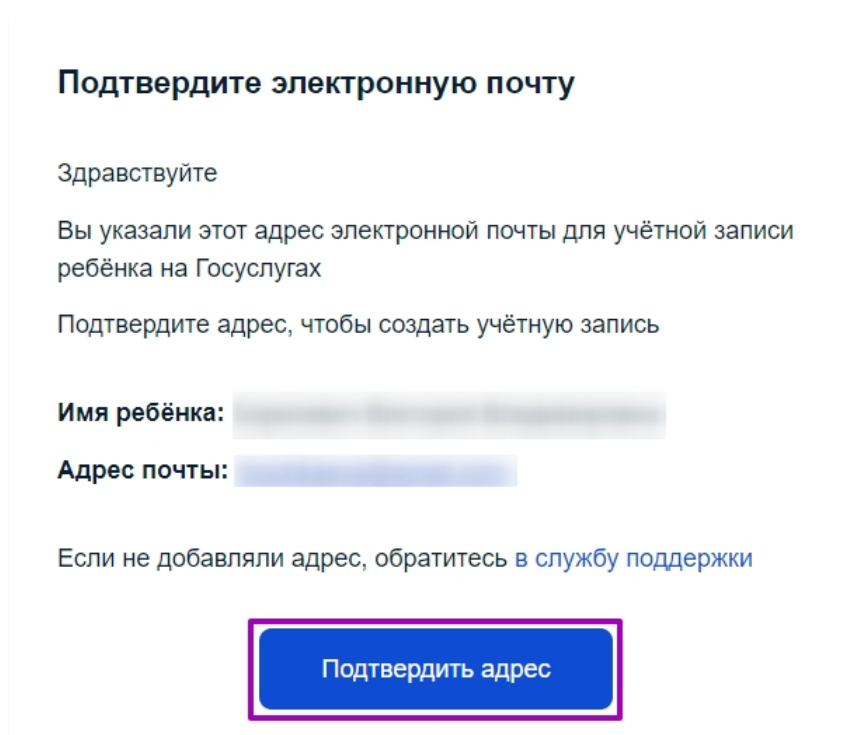 Подтвердите электронную почту
Здравствуйте
Вы указали этот адрес электронной почты для учётной записи
ребёнка на Госуслугах
Подтвердите адрес, чтобы создать учётную запись
Имя ребёнка:
Адрес почты:
Если не добавляли адрес, обратитесь в службу поддержки
Подтвердить адрес